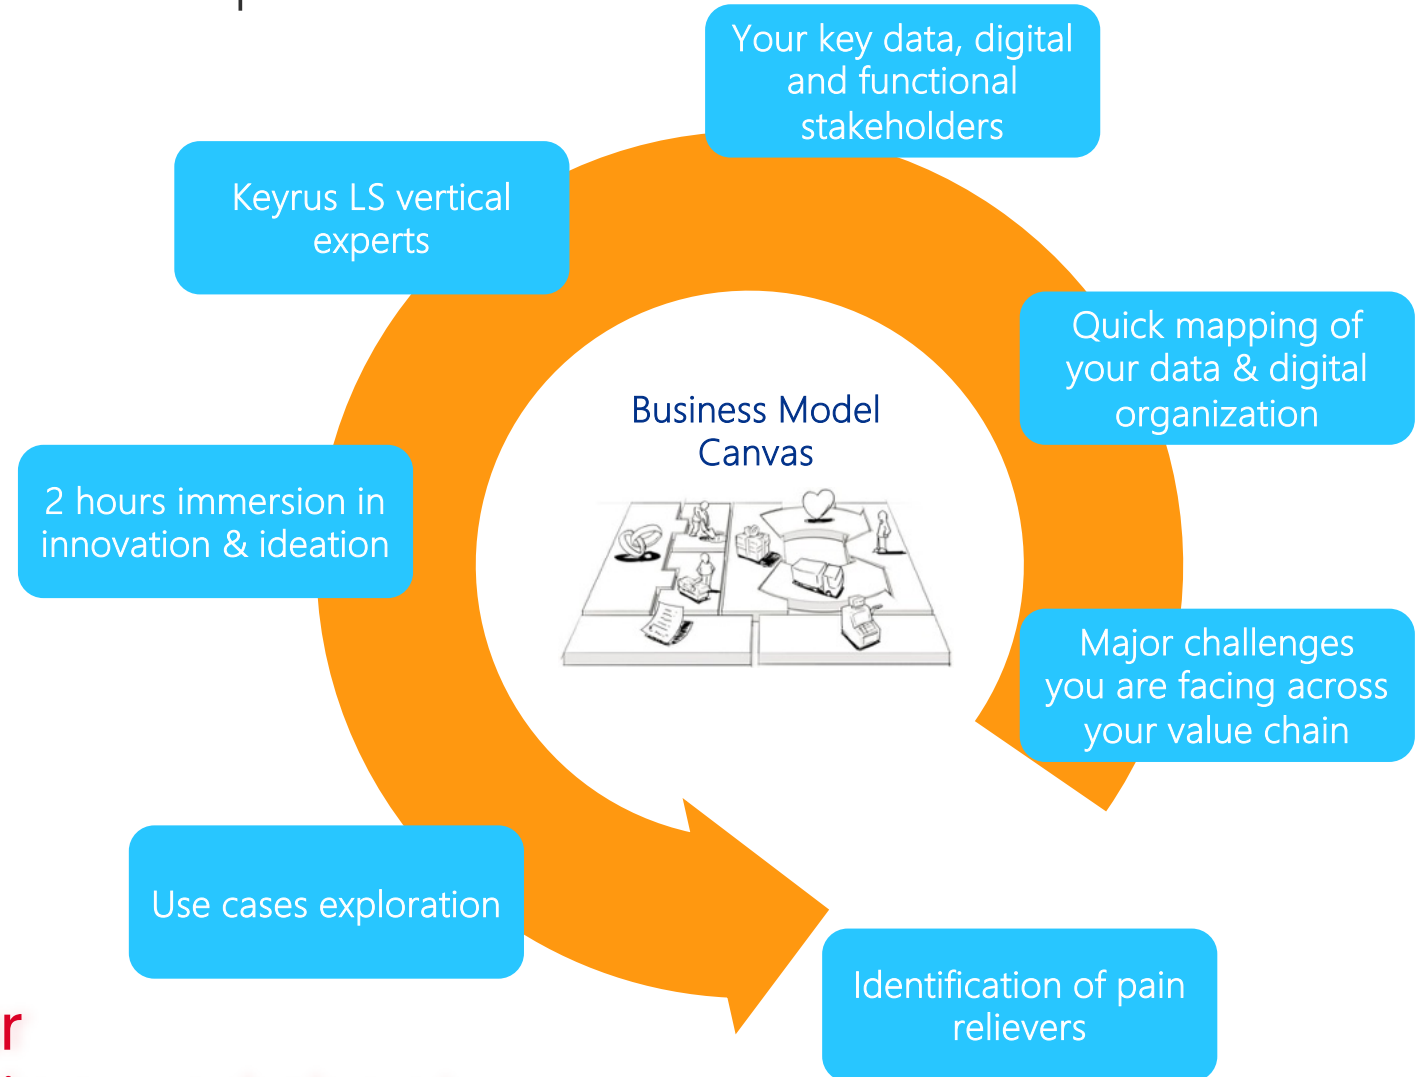 Your key data, digital
and functional
stakeholders
Keyrus LS vertical
experts
Quick mapping of
your data & digital
organization
Business Model
Canvas
2 hours immersion in
innovation & ideation
Major challenges
you are facing across
your value chain
Use cases exploration
Identification of pain
relievers
r